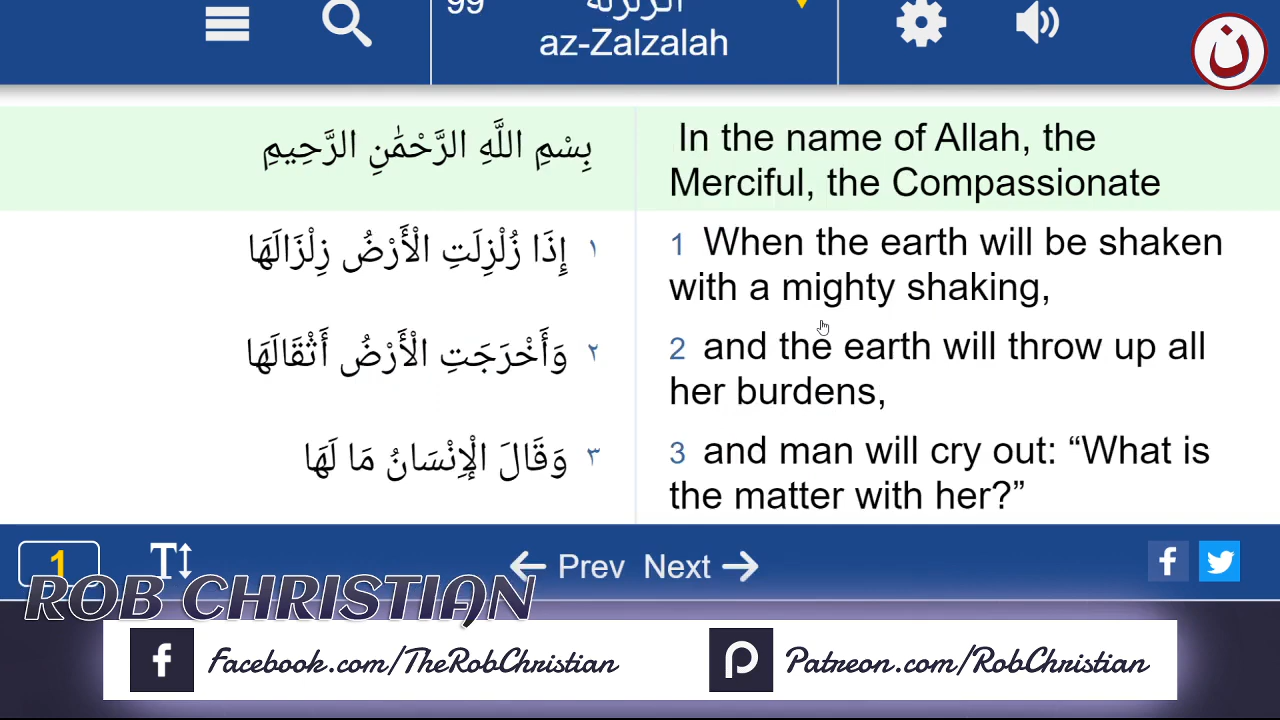 99
الزلزلة
az-Zalzalah
ن
بِسْمِ اللَّهِ الرَّحْمَٰنِ الرَّحِيمِ
In the name of Allah, the
Merciful, the Compassionate
١ إِذَا زُلْزِلَتِ الْأَرْضُ زِلْزَالَهَا
1 When the earth will be shaken
with a mighty shaking,
٢ وَأَخْرَجَتِ الْأَرْضُ أَثْقَالَهَا
2 and the earth will throw up all
her burdens,
٣ وَقَالَ الْإِنْسَانُ مَا لَهَا
3 and man will cry out: “What is
the matter with her?”
1
T
Prev Next
ROB CHRISTIAN
Facebook.com/TheRobChristian
Patreon.com/RobChristian